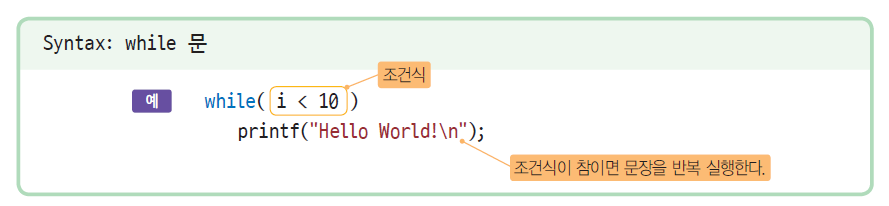 Syntax: while 문
조건식
예 while( i < 10 )
printf("Hello World!\n");
조건식이 참이면 문장을 반복 실행한다.